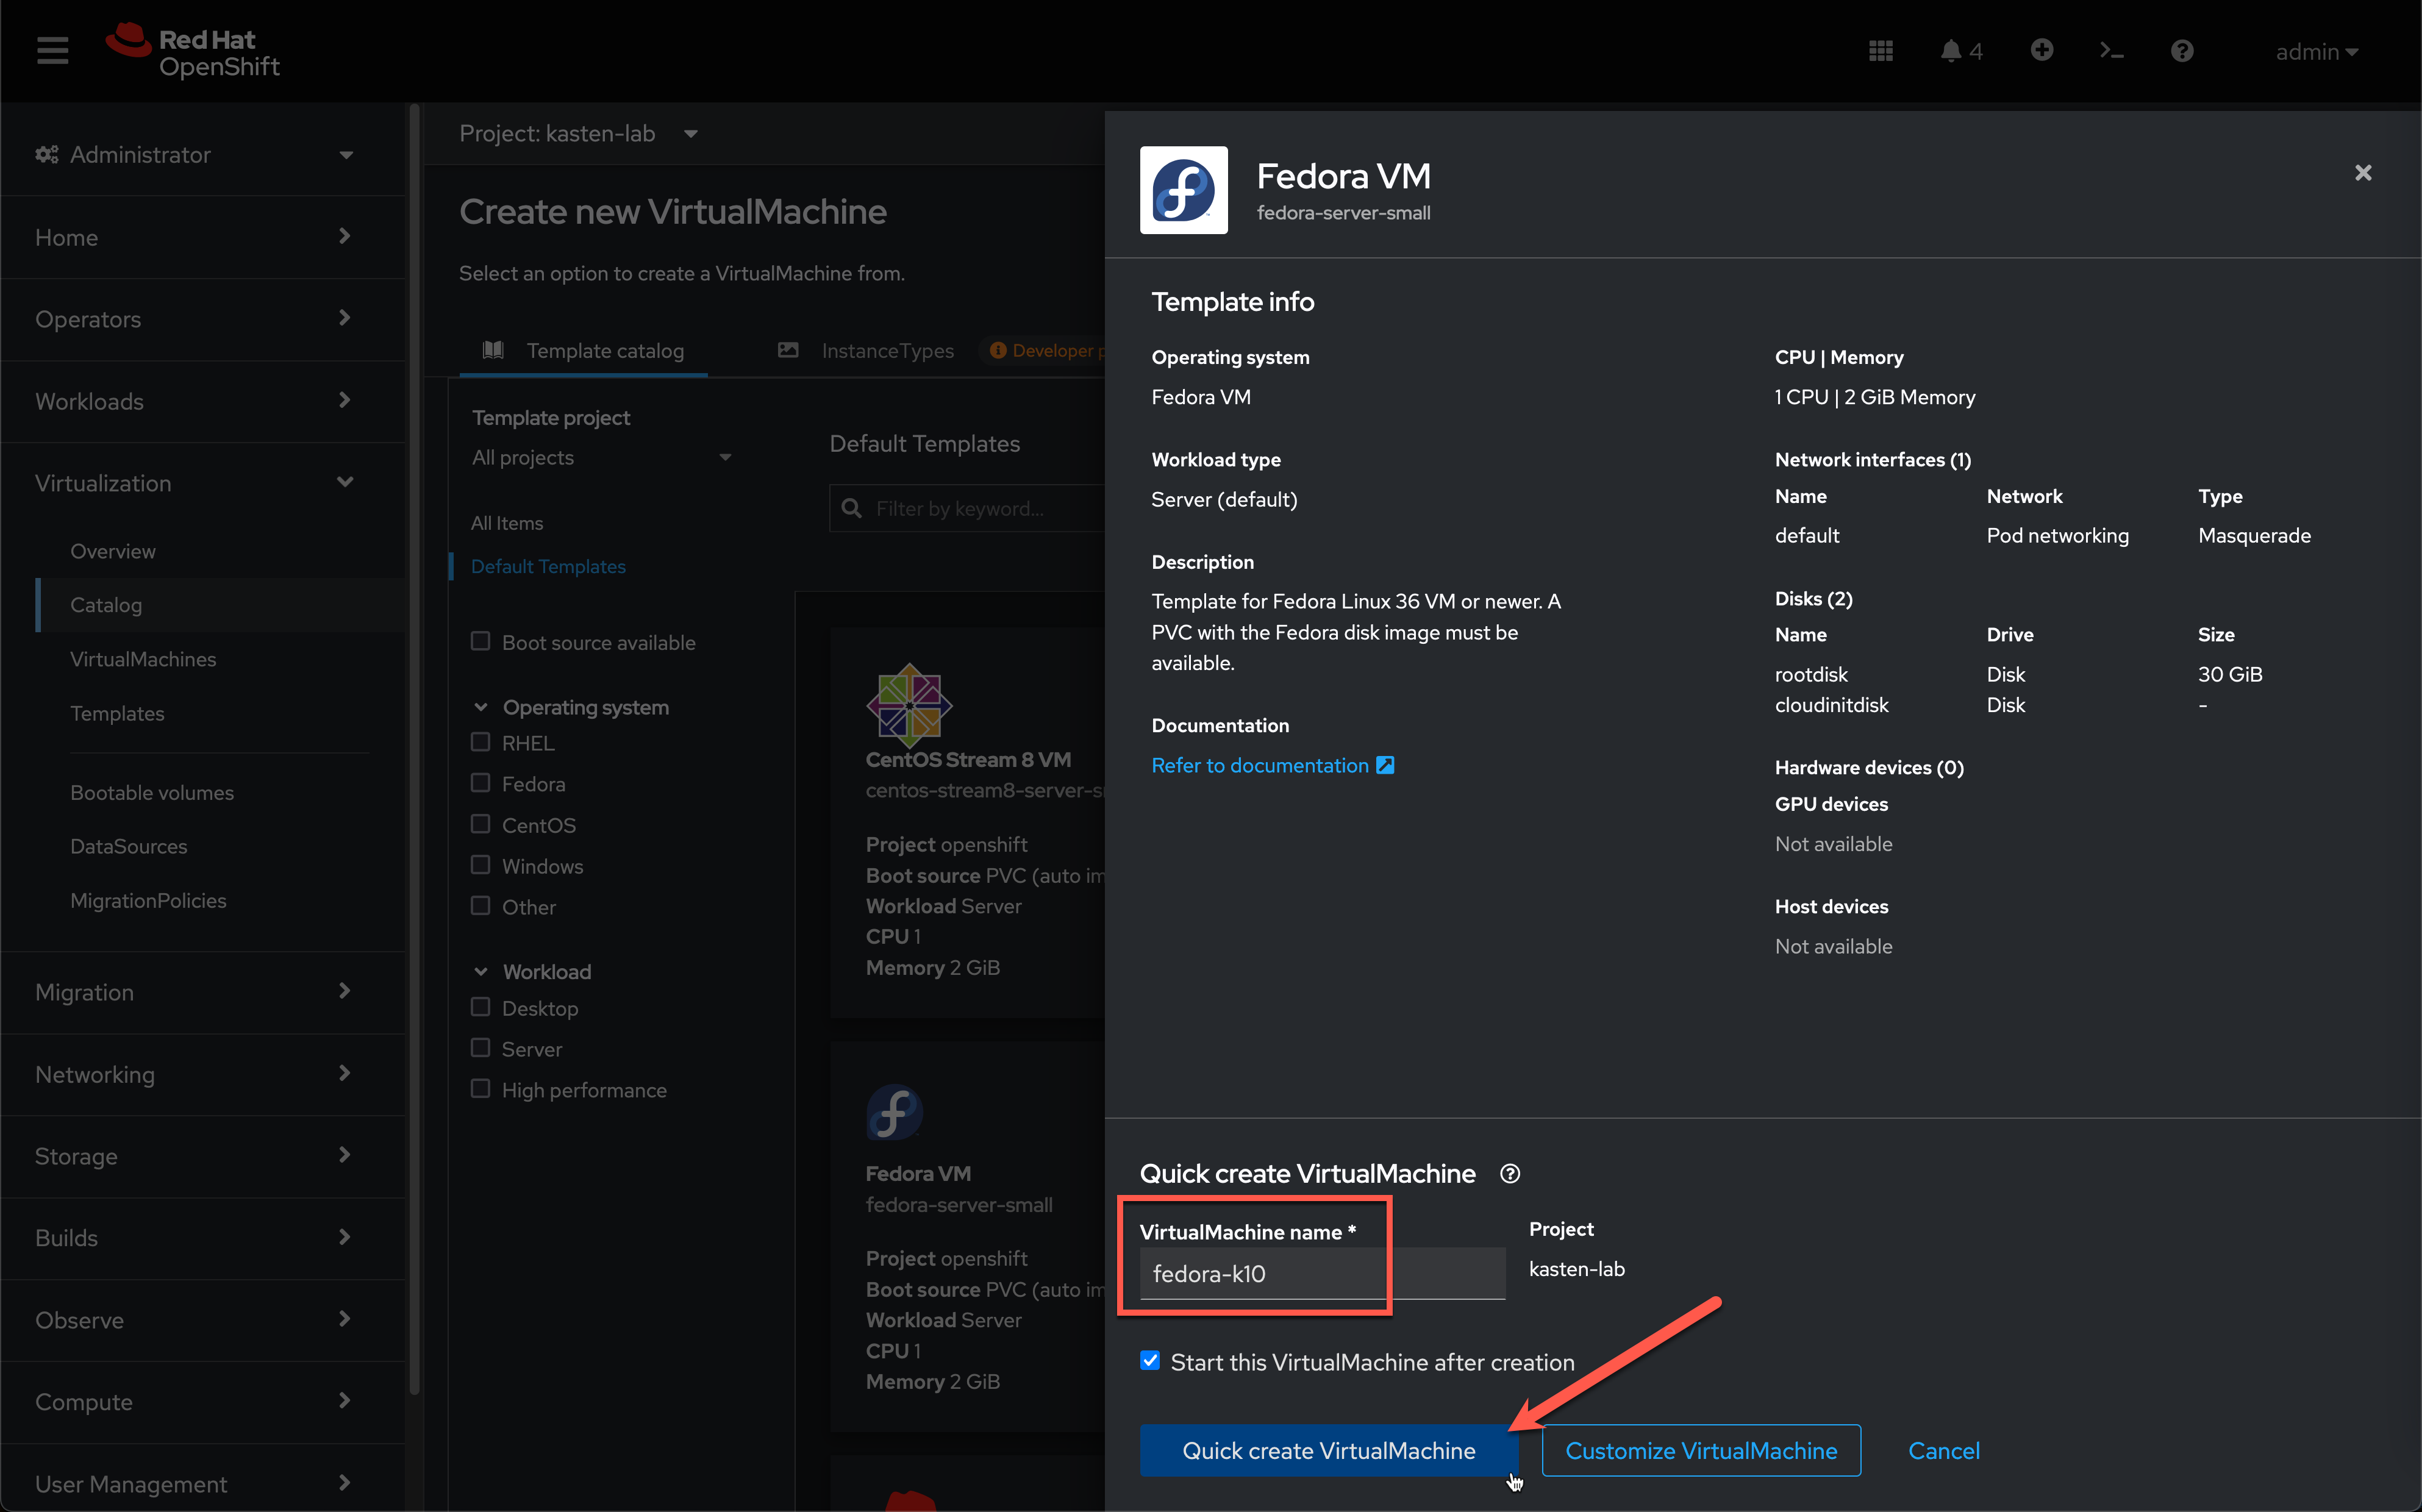 Red Hat
OpenShift
4
admin
Administrator
Home
Operators
Workloads
Virtualization
Overview
Catalog
VirtualMachines
Templates
Bootable volumes
DataSources
MigrationPolicies
Migration
Networking
Storage
Builds
Observe
Compute
User Management
Project: kasten-lab
Create new VirtualMachine
Select an option to create a VirtualMachine from.
Template catalog
InstanceTypes
Developer p
Template project
All projects
All Items
Default Templates
Boot source available
Operating system
RHEL
Fedora
CentOS
Windows
Other
Workload
Desktop
Server
High performance
Default Templates
Filter by keyword...
CentOS Stream 8 VM
centos-stream8-server-s
Project openshift
Boot source PVC (auto im
Workload Server
CPU 1
Memory 2 GiB
Fedora VM
fedora-server-small
Project openshift
Boot source PVC (auto im
Workload Server
CPU 1
Memory 2 GiB
Fedora VM
fedora-server-small
Template info
Operating system
Fedora VM
Workload type
Server (default)
Description
Template for Fedora Linux 36 VM or newer. A
PVC with the Fedora disk image must be
available.
Documentation
Refer to documentation
CPU | Memory
1 CPU | 2 GiB Memory
Network interfaces (1)
Name Network Type
default Pod networking Masquerade
Disks (2)
Name Drive Size
rootdisk Disk 30 GiB
cloudinitdisk Disk -
Hardware devices (0)
GPU devices
Not available
Host devices
Not available
Quick create VirtualMachine
VirtualMachine name *
fedora-k10
Project
kasten-lab
Start this VirtualMachine after creation
Quick create VirtualMachine
Customize VirtualMachine
Cancel